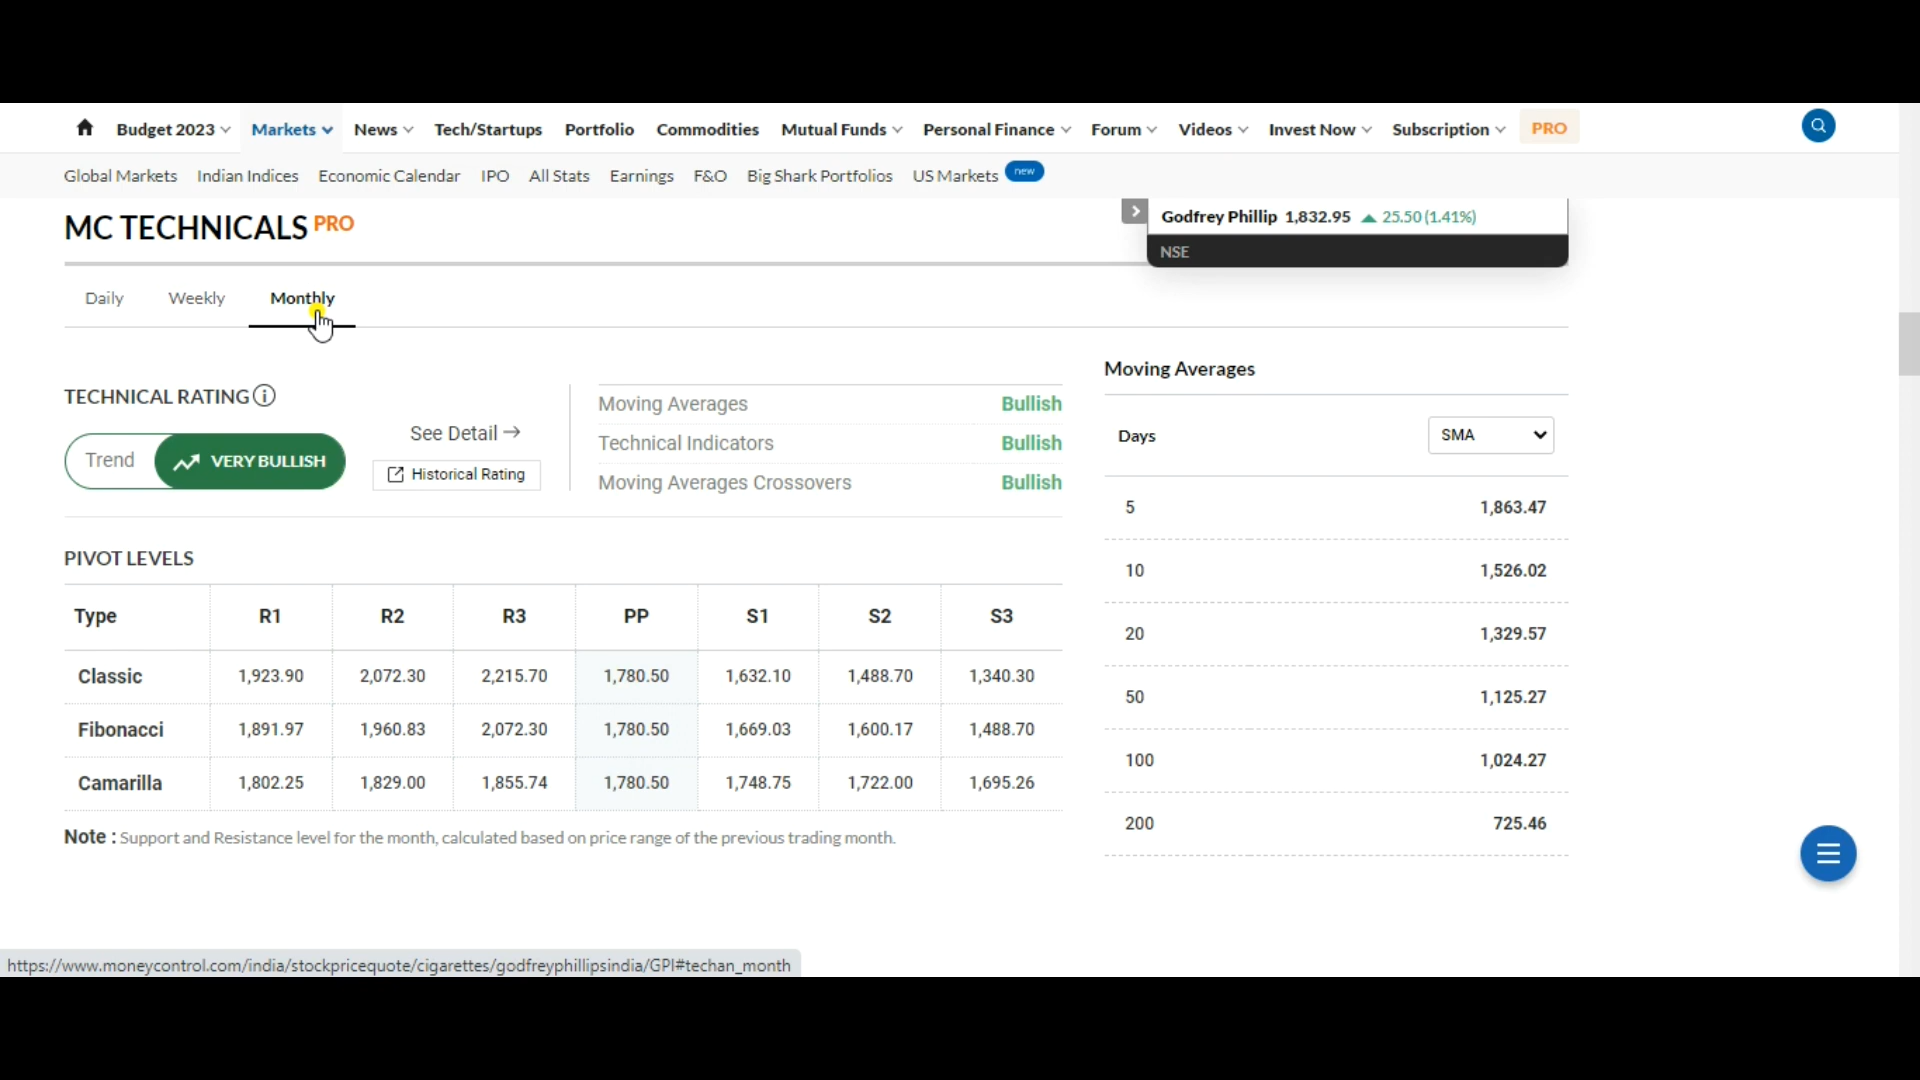 Budget 2023 Markets News Tech/Startups Portfolio Commodities Mutual Funds Personal Finance Forum Videos Invest Now Subscription PRO
Global Markets Indian Indices Economic Calendar IPO All Stats Earnings F&O Big Shark Portfolios US Markets new
MC TECHNICALS PRO
Godfrey Phillip 1,832.95 25.50 (1.41%)
NSE
Daily Weekly Monthly
TECHNICAL RATING
Trend VERY BULLISH
See Detail
Historical Rating
Moving Averages Bullish
Technical Indicators Bullish
Moving Averages Crossovers Bullish
PIVOT LEVELS
Type R1 R2 R3 PP S1 S2 S3
Classic 1,923.90 2,072.30 2,215.70 1,780.50 1,632.10 1,488.70 1,340.30
Fibonacci 1,891.97 1,960.83 2,072.30 1,780.50 1,669.03 1,600.17 1,488.70
Camarilla 1,802.25 1,829.00 1,855.74 1,780.50 1,748.75 1,722.00 1,695.26
Note : Support and Resistance level for the month, calculated based on price range of the previous trading month.
Moving Averages
Days SMA
5 1,863.47
10 1,526.02
20 1,329.57
50 1,125.27
100 1,024.27
200 725.46
https://www.moneycontrol.com/india/stockpricequote/cigarettes/godfreyphillipsindia/GPI#techan_month